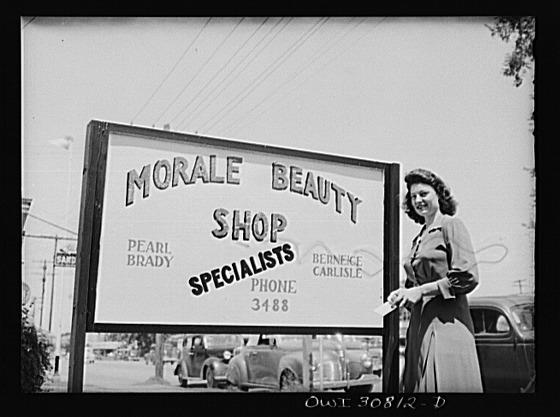 MORALE BEAUTY
SHOP
SPECIALISTS
PEARL
BRADY
BERNEICE
CARLISLE
PHONE
3488
OWI 30812-D